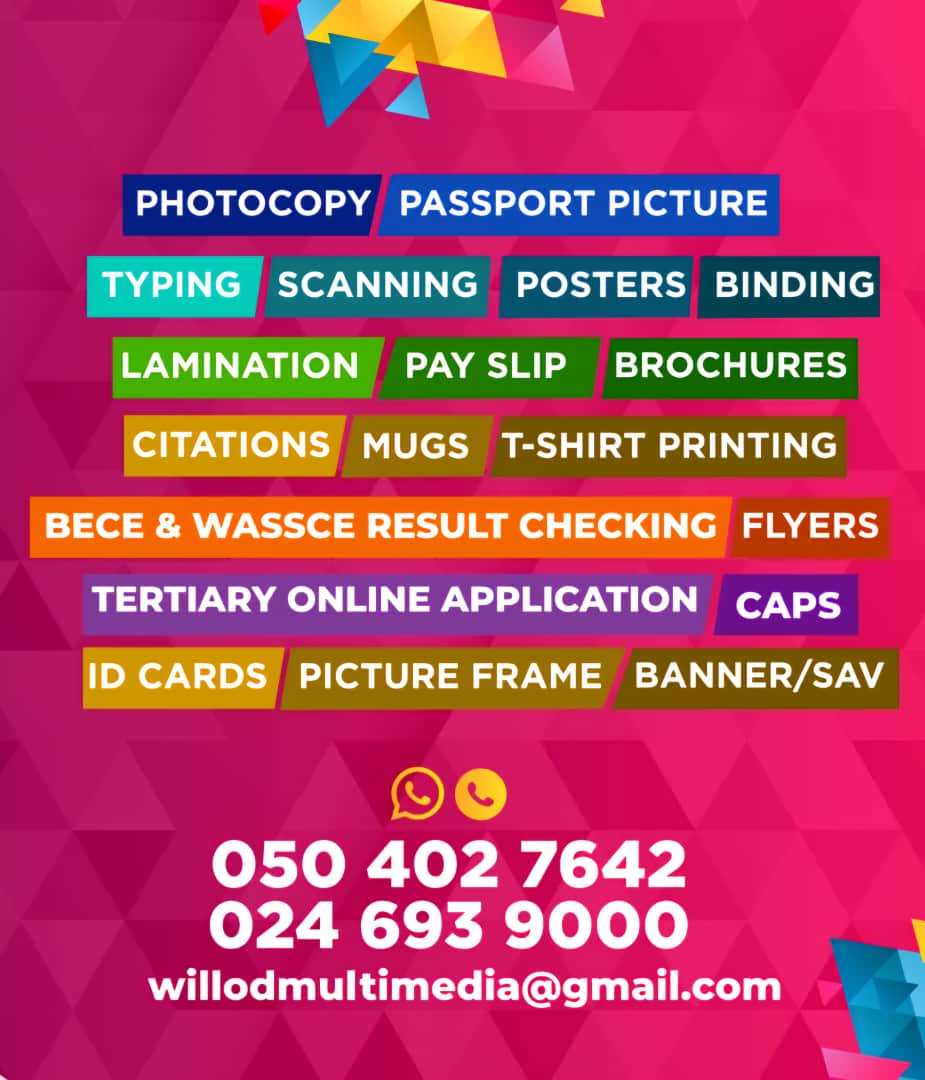 PHOTOCOPY PASSPORT PICTURE
TYPING SCANNING POSTERS BINDING
LAMINATION PAY SLIP BROCHURES
CITATIONS MUGS T-SHIRT PRINTING
BECE & WASSCE RESULT CHECKING FLYERS
TERTIARY ONLINE APPLICATION CAPS
ID CARDS PICTURE FRAME BANNER/SAV
050 402 7642
024 693 9000
willodmultimedia@gmail.com